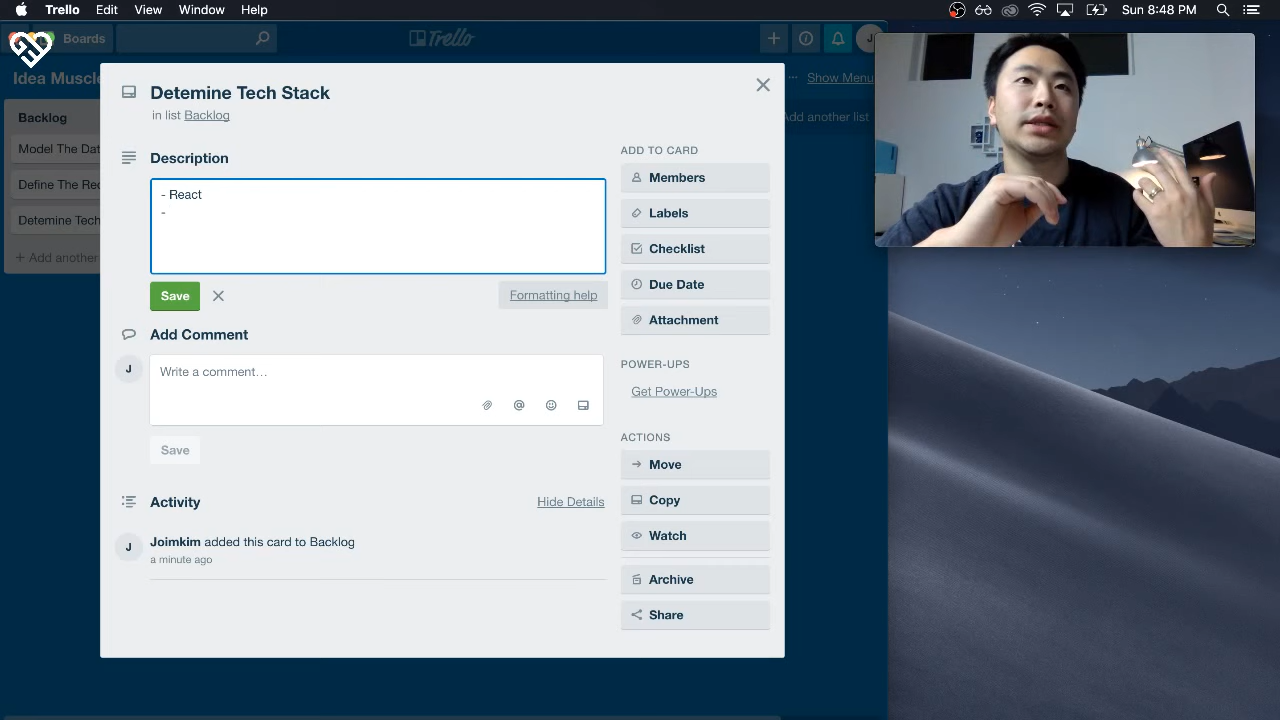 Trello Edit View Window Help
Sun 8:48 PM
Boards
Trello
J
Idea Muscle
Show Menu
Backlog
Add another list
Model The Dat
Define The Rec
Detemine Tech
+ Add another
Detemine Tech Stack
in list Backlog
Description
- React
-
Save
Formatting help
Add Comment
J
Write a comment…
Save
Activity
Hide Details
J
Joimkim added this card to Backlog
a minute ago
ADD TO CARD
Members
Labels
Checklist
Due Date
Attachment
POWER-UPS
Get Power-Ups
ACTIONS
Move
Copy
Watch
Archive
Share